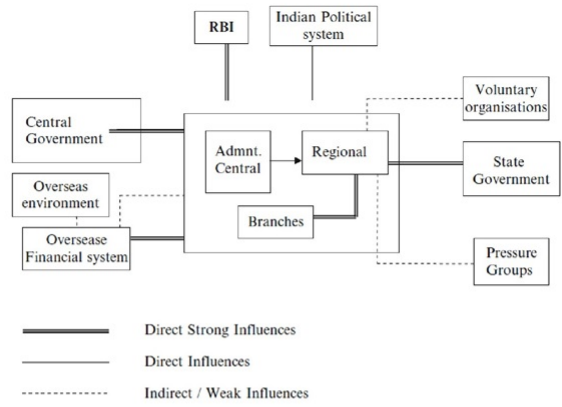 RBI
Indian Political
system
Central
Government
Voluntary
organisations
Admnt.
Central
Regional
State
Government
Overseas
environment
Branches
Oversease
Financial system
Pressure
Groups
Direct Strong Influences
Direct Influences
Indirect / Weak Influences